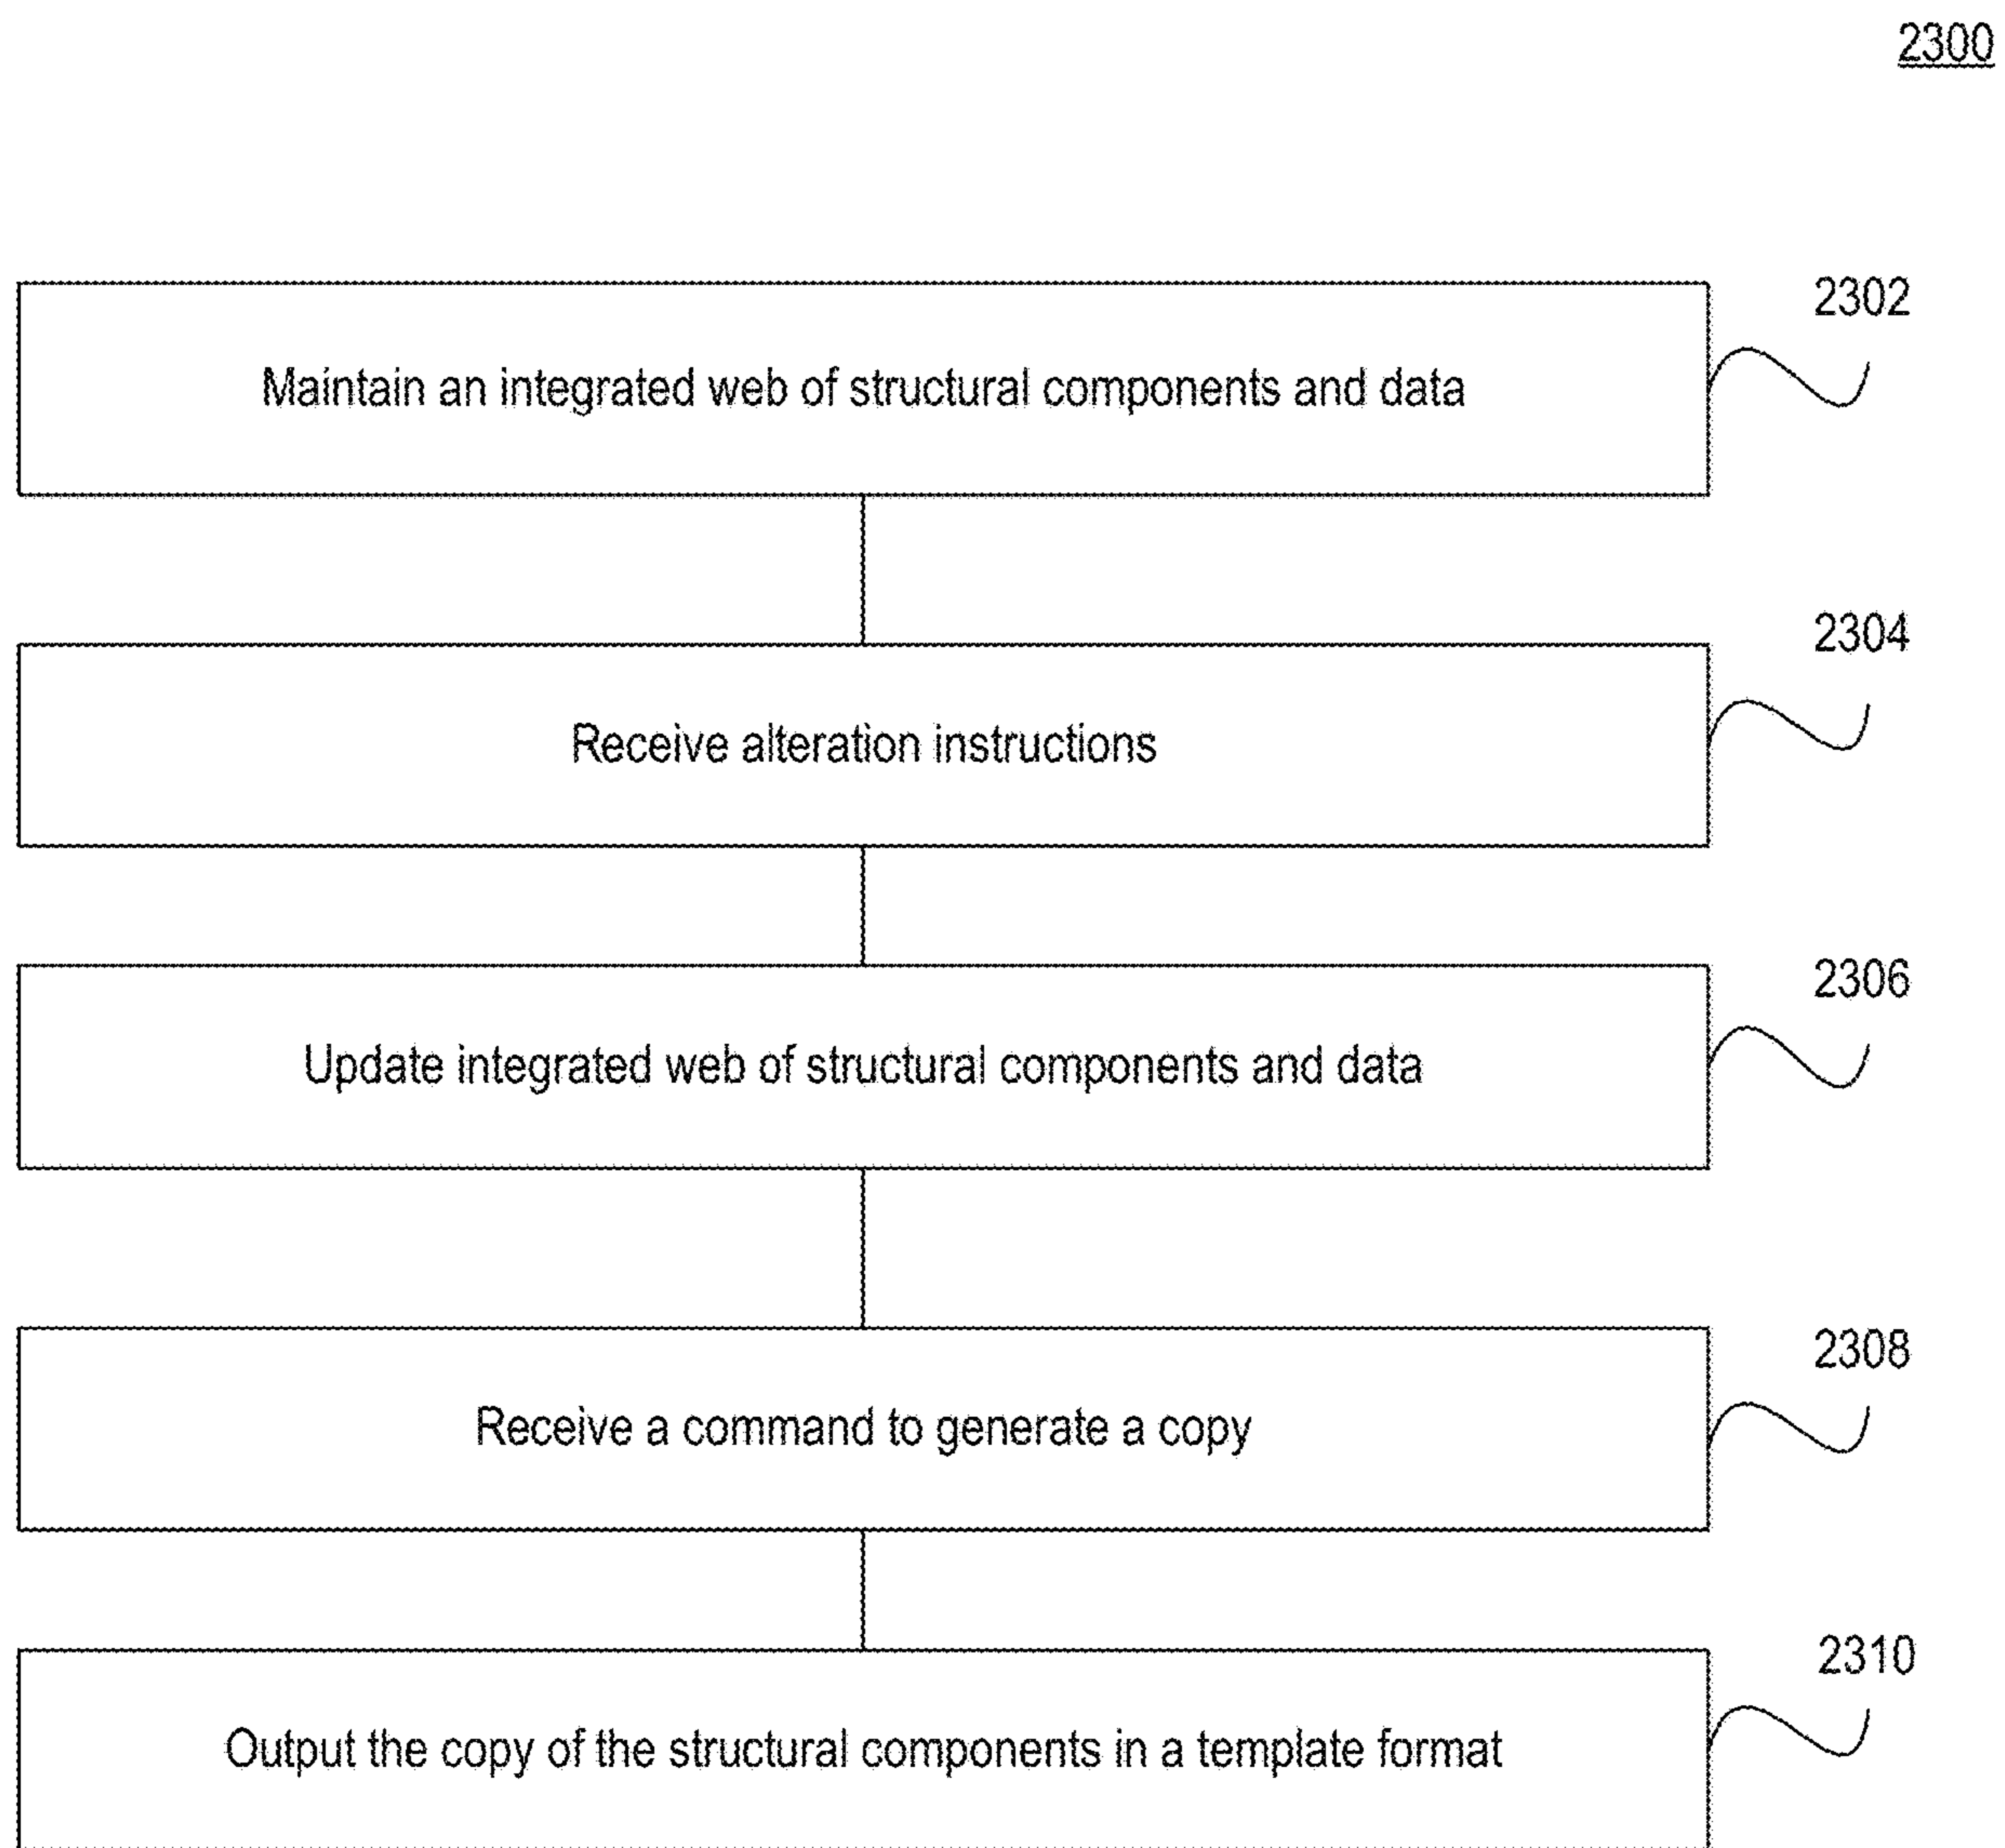 2300
2302
Maintain an integrated web of structural components and data
2304
Receive alteration instructions
2306
Update integrated web of structural components and data
2308
Receive a command to generate a copy
2310
Output the copy of the structural components in a template format